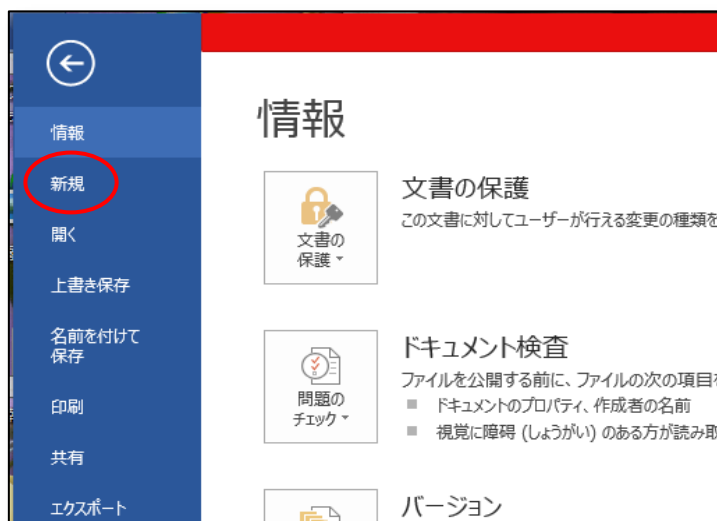 情報
新規
開く
上書き保存
名前を付けて
保存
印刷
共有
エクスポート
情報
文書の
保護
文書の保護
この文書に対してユーザーが行える変更の種類を
問題の
チェック
ドキュメント検査
ファイルを公開する前に、ファイルの次の項目を
ドキュメントのプロパティ、作成者の名前
視覚に障碍 (しょうがい) のある方が読み取
バージョン